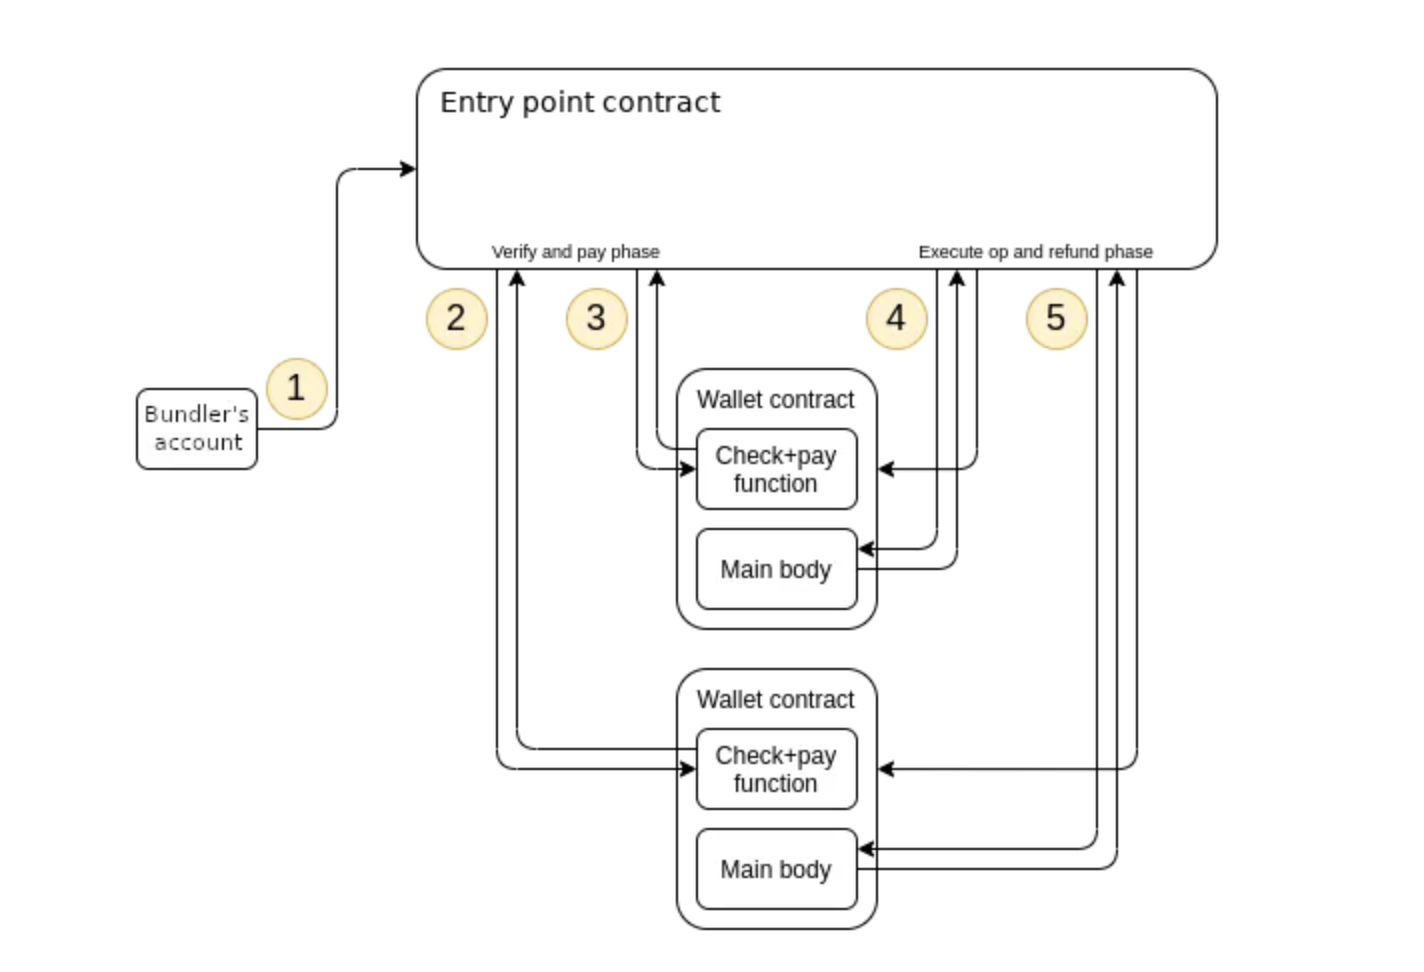 Entry point contract
Verify and pay phase
Execute op and refund phase
2
3
4
5
1
Bundler's
account
Wallet contract
Check+pay
function
Main body
Wallet contract
Check+pay
function
Main body